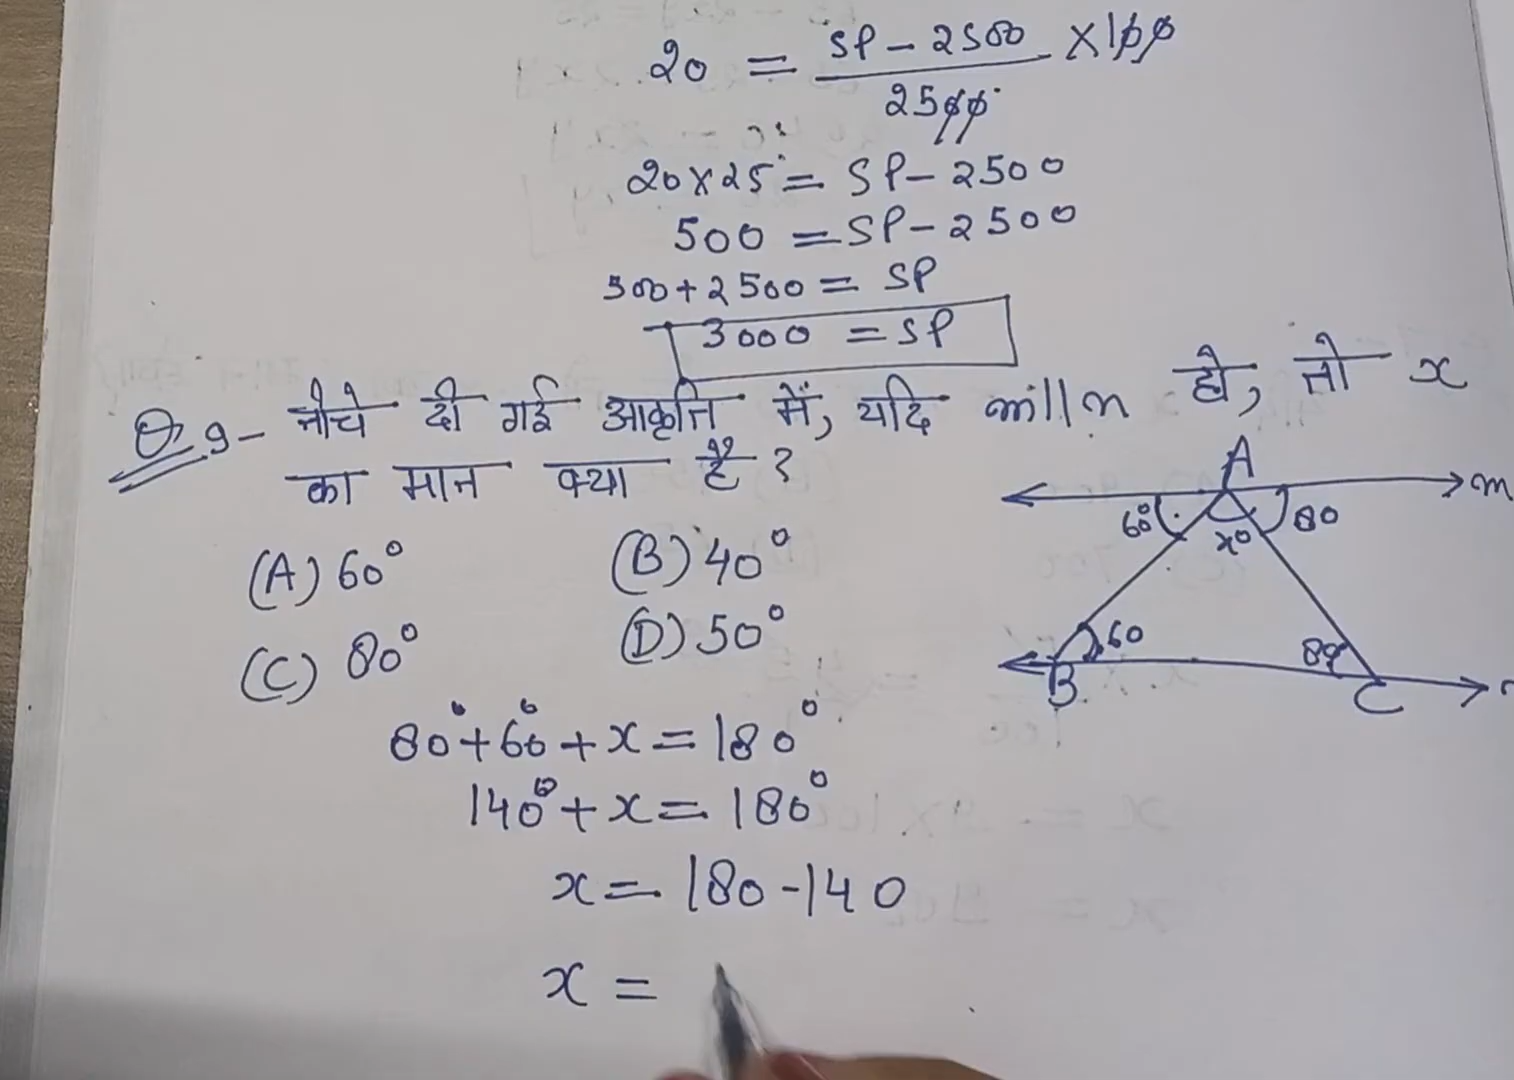 20 = SP - 2500 / 2500 × 100
20 × 25 = SP - 2500
500 = SP - 2500
500 + 2500 = SP
3000 = SP
Q.9- नीचे दी गई आकृति में, यदि m॥n हो, तो x
का मान क्या है ?
A
m
60° x° 80
(A) 60° (B) 40°
(C) 80° (D) 50°
60 80
B C
80° + 60° + x = 180°
140° + x = 180°
x = 180 - 140
x =